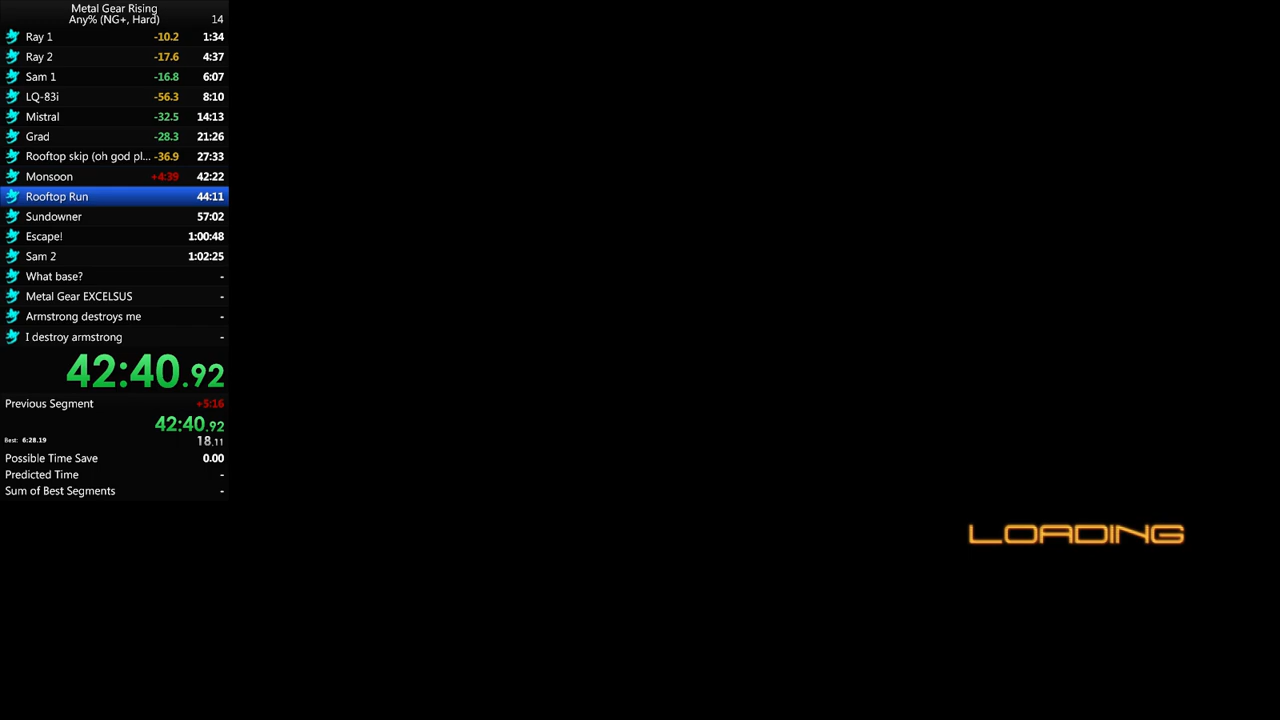 Metal Gear Rising
Any% (NG+, Hard) 14
Ray 1 -10.2 1:34
Ray 2 -17.6 4:37
Sam 1 -16.8 6:07
LQ-83i -56.3 8:10
Mistral -32.5 14:13
Grad -28.3 21:26
Rooftop skip (oh god pl... -36.9 27:33
Monsoon +4:39 42:22
Rooftop Run 44:11
Sundowner 57:02
Escape! 1:00:48
Sam 2 1:02:25
What base? -
Metal Gear EXCELSUS -
Armstrong destroys me -
I destroy armstrong -
42:40.92
Previous Segment +5:16
42:40.92
Best: 6:28.19 18.11
Possible Time Save 0.00
Predicted Time -
Sum of Best Segments -
LOADING